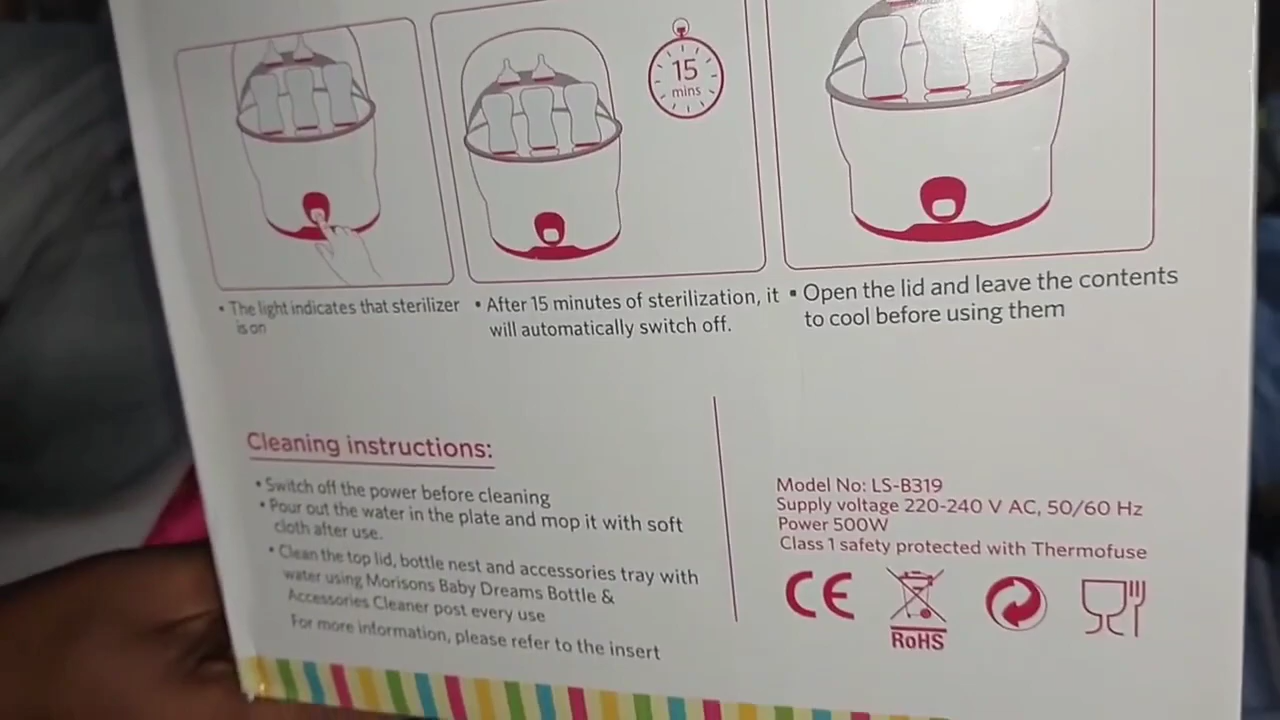 15
mins
• The light indicates that sterilizer
is on
• After 15 minutes of sterilization, it
will automatically switch off.
• Open the lid and leave the contents
to cool before using them
Cleaning instructions:
• Switch off the power before cleaning
• Pour out the water in the plate and mop it with soft
cloth after use.
• Clean the top lid, bottle nest and accessories tray with
water using Morisons Baby Dreams Bottle &
Accessories Cleaner post every use
For more information, please refer to the insert
Model No: LS-B319
Supply voltage 220-240 V AC, 50/60 Hz
Power 500W
Class 1 safety protected with Thermofuse
CE
RoHS